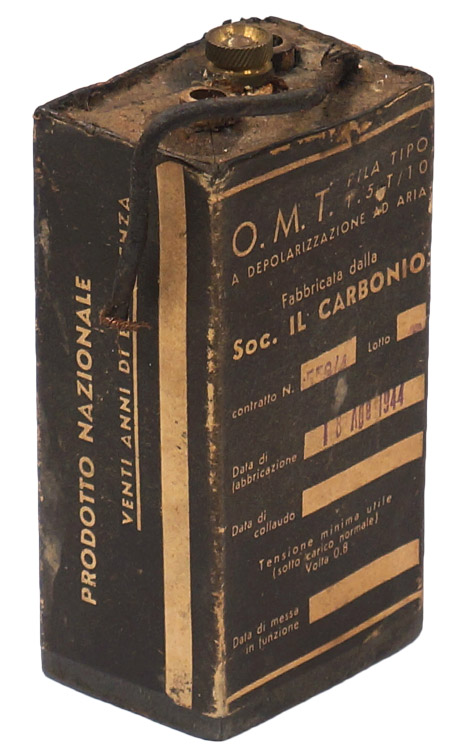 PRODOTTO NAZIONALE
VENTI ANNI DI
O.M.T.
PILA TIPO
1.5.T/10
A DEPOLARIZZAZIONE AD ARIA
Fabbricata dalla
Soc. IL CARBONIO
contratto N.
Lotto
Data di
fabbricazione
1944
Data di
collaudo
Tensione minima utile
(sotto carico normale)
Volta 0.8
Data di messa
in funzione